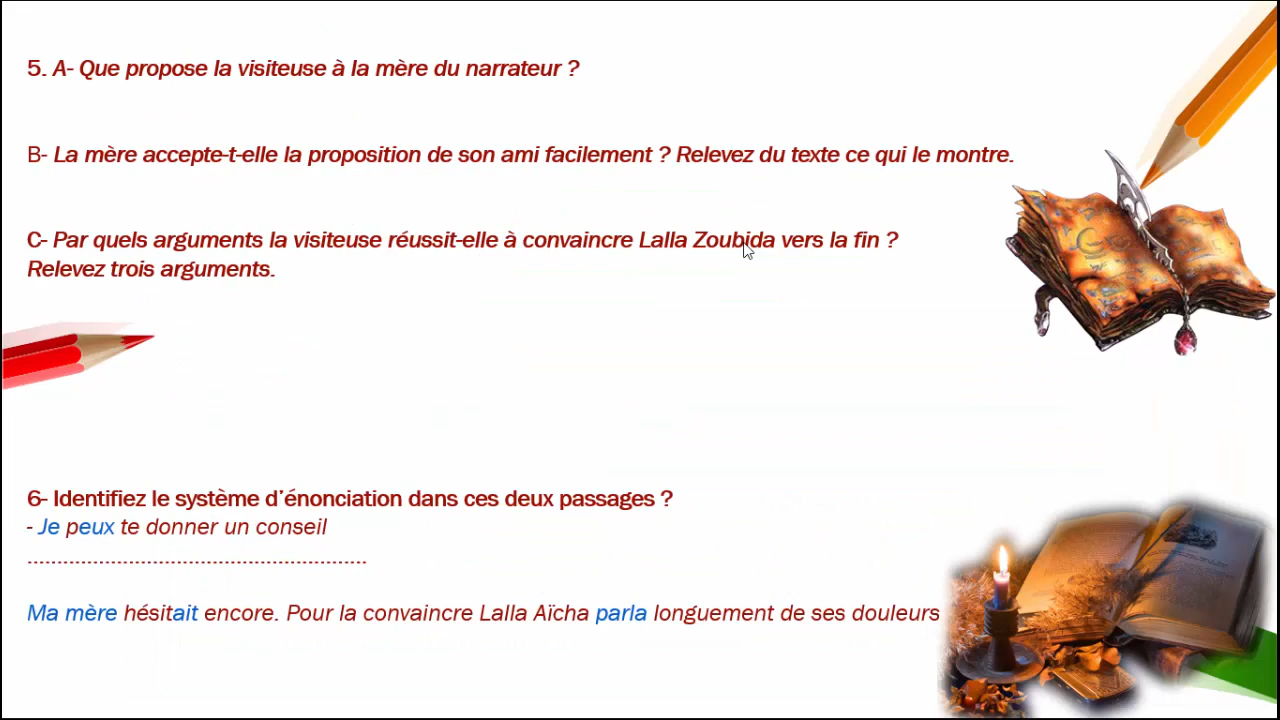 5. A- Que propose la visiteuse à la mère du narrateur ?
B- La mère accepte-t-elle la proposition de son ami facilement ? Relevez du texte ce qui le montre.
C- Par quels arguments la visiteuse réussit-elle à convaincre Lalla Zoubida vers la fin ?
Relevez trois arguments.
6- Identifiez le système d’énonciation dans ces deux passages ?
- Je peux te donner un conseil
........................................................
Ma mère hésitait encore. Pour la convaincre Lalla Aïcha parla longuement de ses douleurs